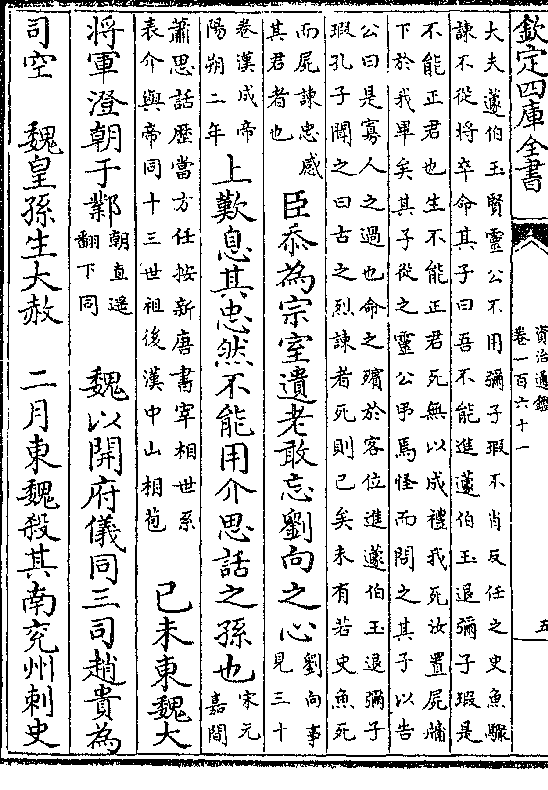 欽定四庫全書
資治通鑑
卷一百六十一
五
大夫蘧伯玉賢靈公不用彌子瑕不肖反任之史魚驟
諫不從將卒命其子曰吾不能進蘧伯玉退彌子瑕是
不能正君也生不能正君死無以成禮我死汝置屍牖
下於我畢矣其子從之靈公弔焉怪而問之其子以告
公曰是寡人之過也命之殯於客位進蘧伯玉退彌子
瑕孔子聞之曰古之烈諫者死則已矣未有若史魚死
而屍諫忠感
其君者也
臣忝為宗室遺老敢忘劉向之心
劉向事
見三十
卷漢成帝
陽朔二年
上歎息其忠然不能用介思話之孫也
宋元
嘉間
蕭思話歴當方任按新唐書宰相世系
表介與帝同十三世祖後漢中山相苞
己未東魏大
將軍澄朝于鄴
朝直遥
翻下同
魏以開府儀同三司趙貴為
司空　魏皇孫生大赦　二月東魏殺其南兖州刺史